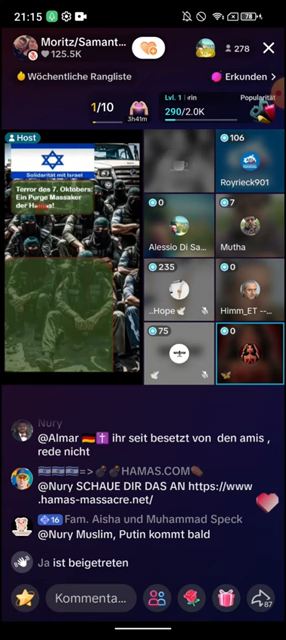 21:15
78
Moritz/Samant...
125.5K
278
Wöchentliche Rangliste
Erkunden
1/10
3h41m
Lvl. 1
Popularitä
290/2.0K
Host
Solidarität mit Israel
Terror des 7. Oktobers:
Ein Purge Massaker
der Hamas!
106
Royrieck901
0
Alessio Di Sa...
7
Mutha
235
..Hope
0
Himm_ET --...
75
0
Nury
@Almar 🇩🇪✝️ ihr seit besetzt von den amis ,
rede nicht
=>💣💣HAMAS.COM⚰️
@Nury SCHAUE DIR DAS AN https://www
.hamas-massacre.net/
16 Fam. Aisha und Muhammad Speck
@Nury Muslim, Putin kommt bald
Ja ist beigetreten
Kommenta...
87